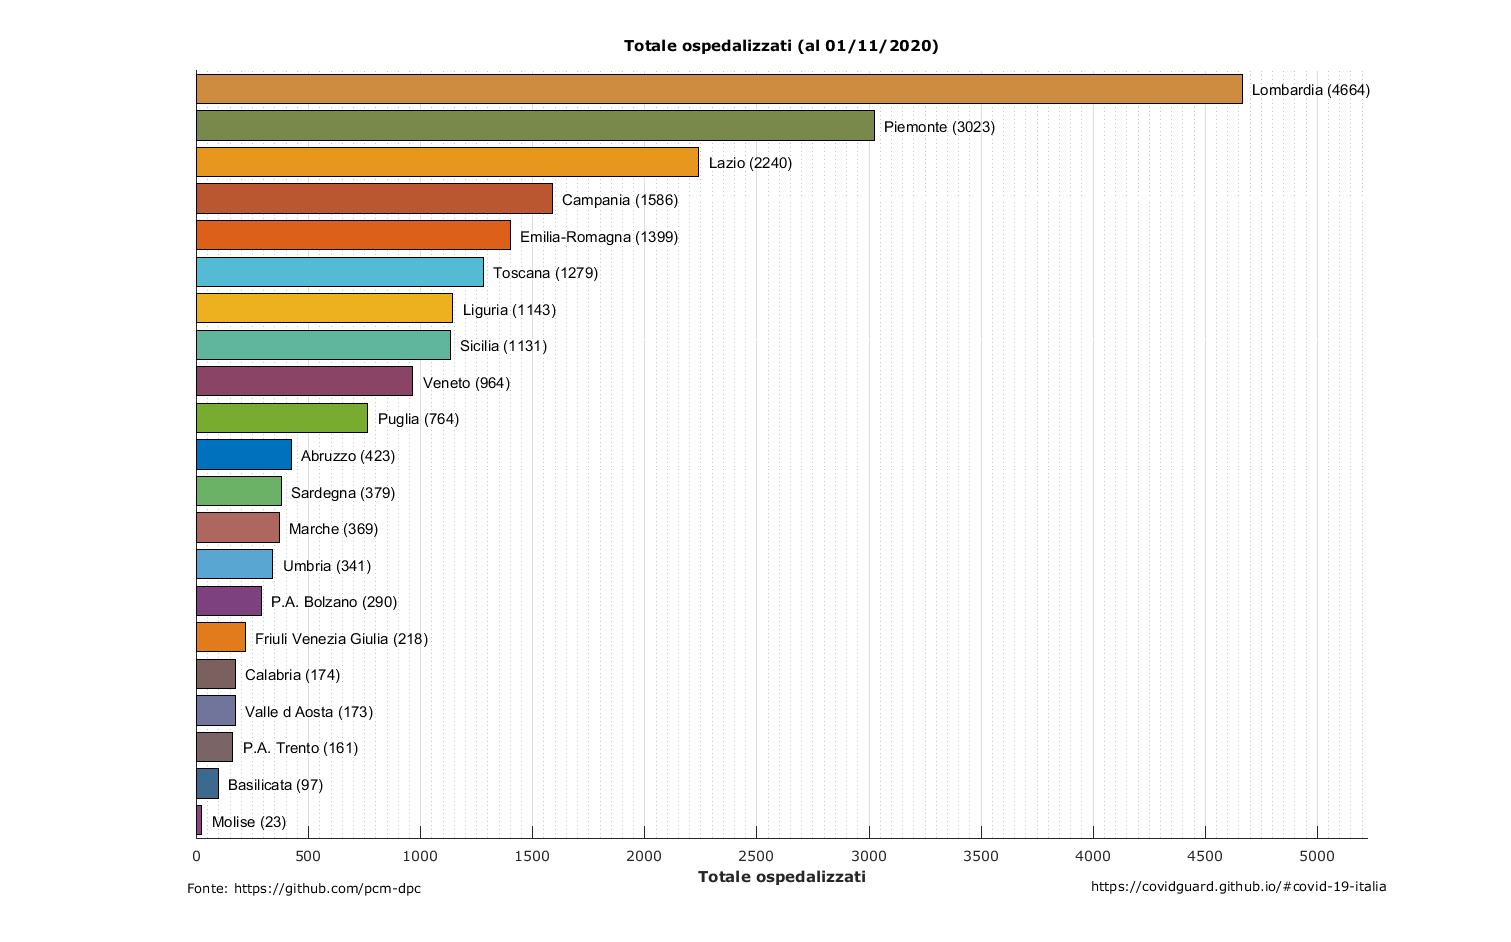 Totale ospedalizzati (al 01/11/2020)
Lombardia (4664)
Piemonte (3023)
Lazio (2240)
Campania (1586)
Emilia-Romagna (1399)
Toscana (1279)
Liguria (1143)
Sicilia (1131)
Veneto (964)
Puglia (764)
Abruzzo (423)
Sardegna (379)
Marche (369)
Umbria (341)
P.A. Bolzano (290)
Friuli Venezia Giulia (218)
Calabria (174)
Valle d Aosta (173)
P.A. Trento (161)
Basilicata (97)
Molise (23)
0 500 1000 1500 2000 2500 3000 3500 4000 4500 5000
Totale ospedalizzati
Fonte: https://github.com/pcm-dpc
https://covidguard.github.io/#covid-19-italia